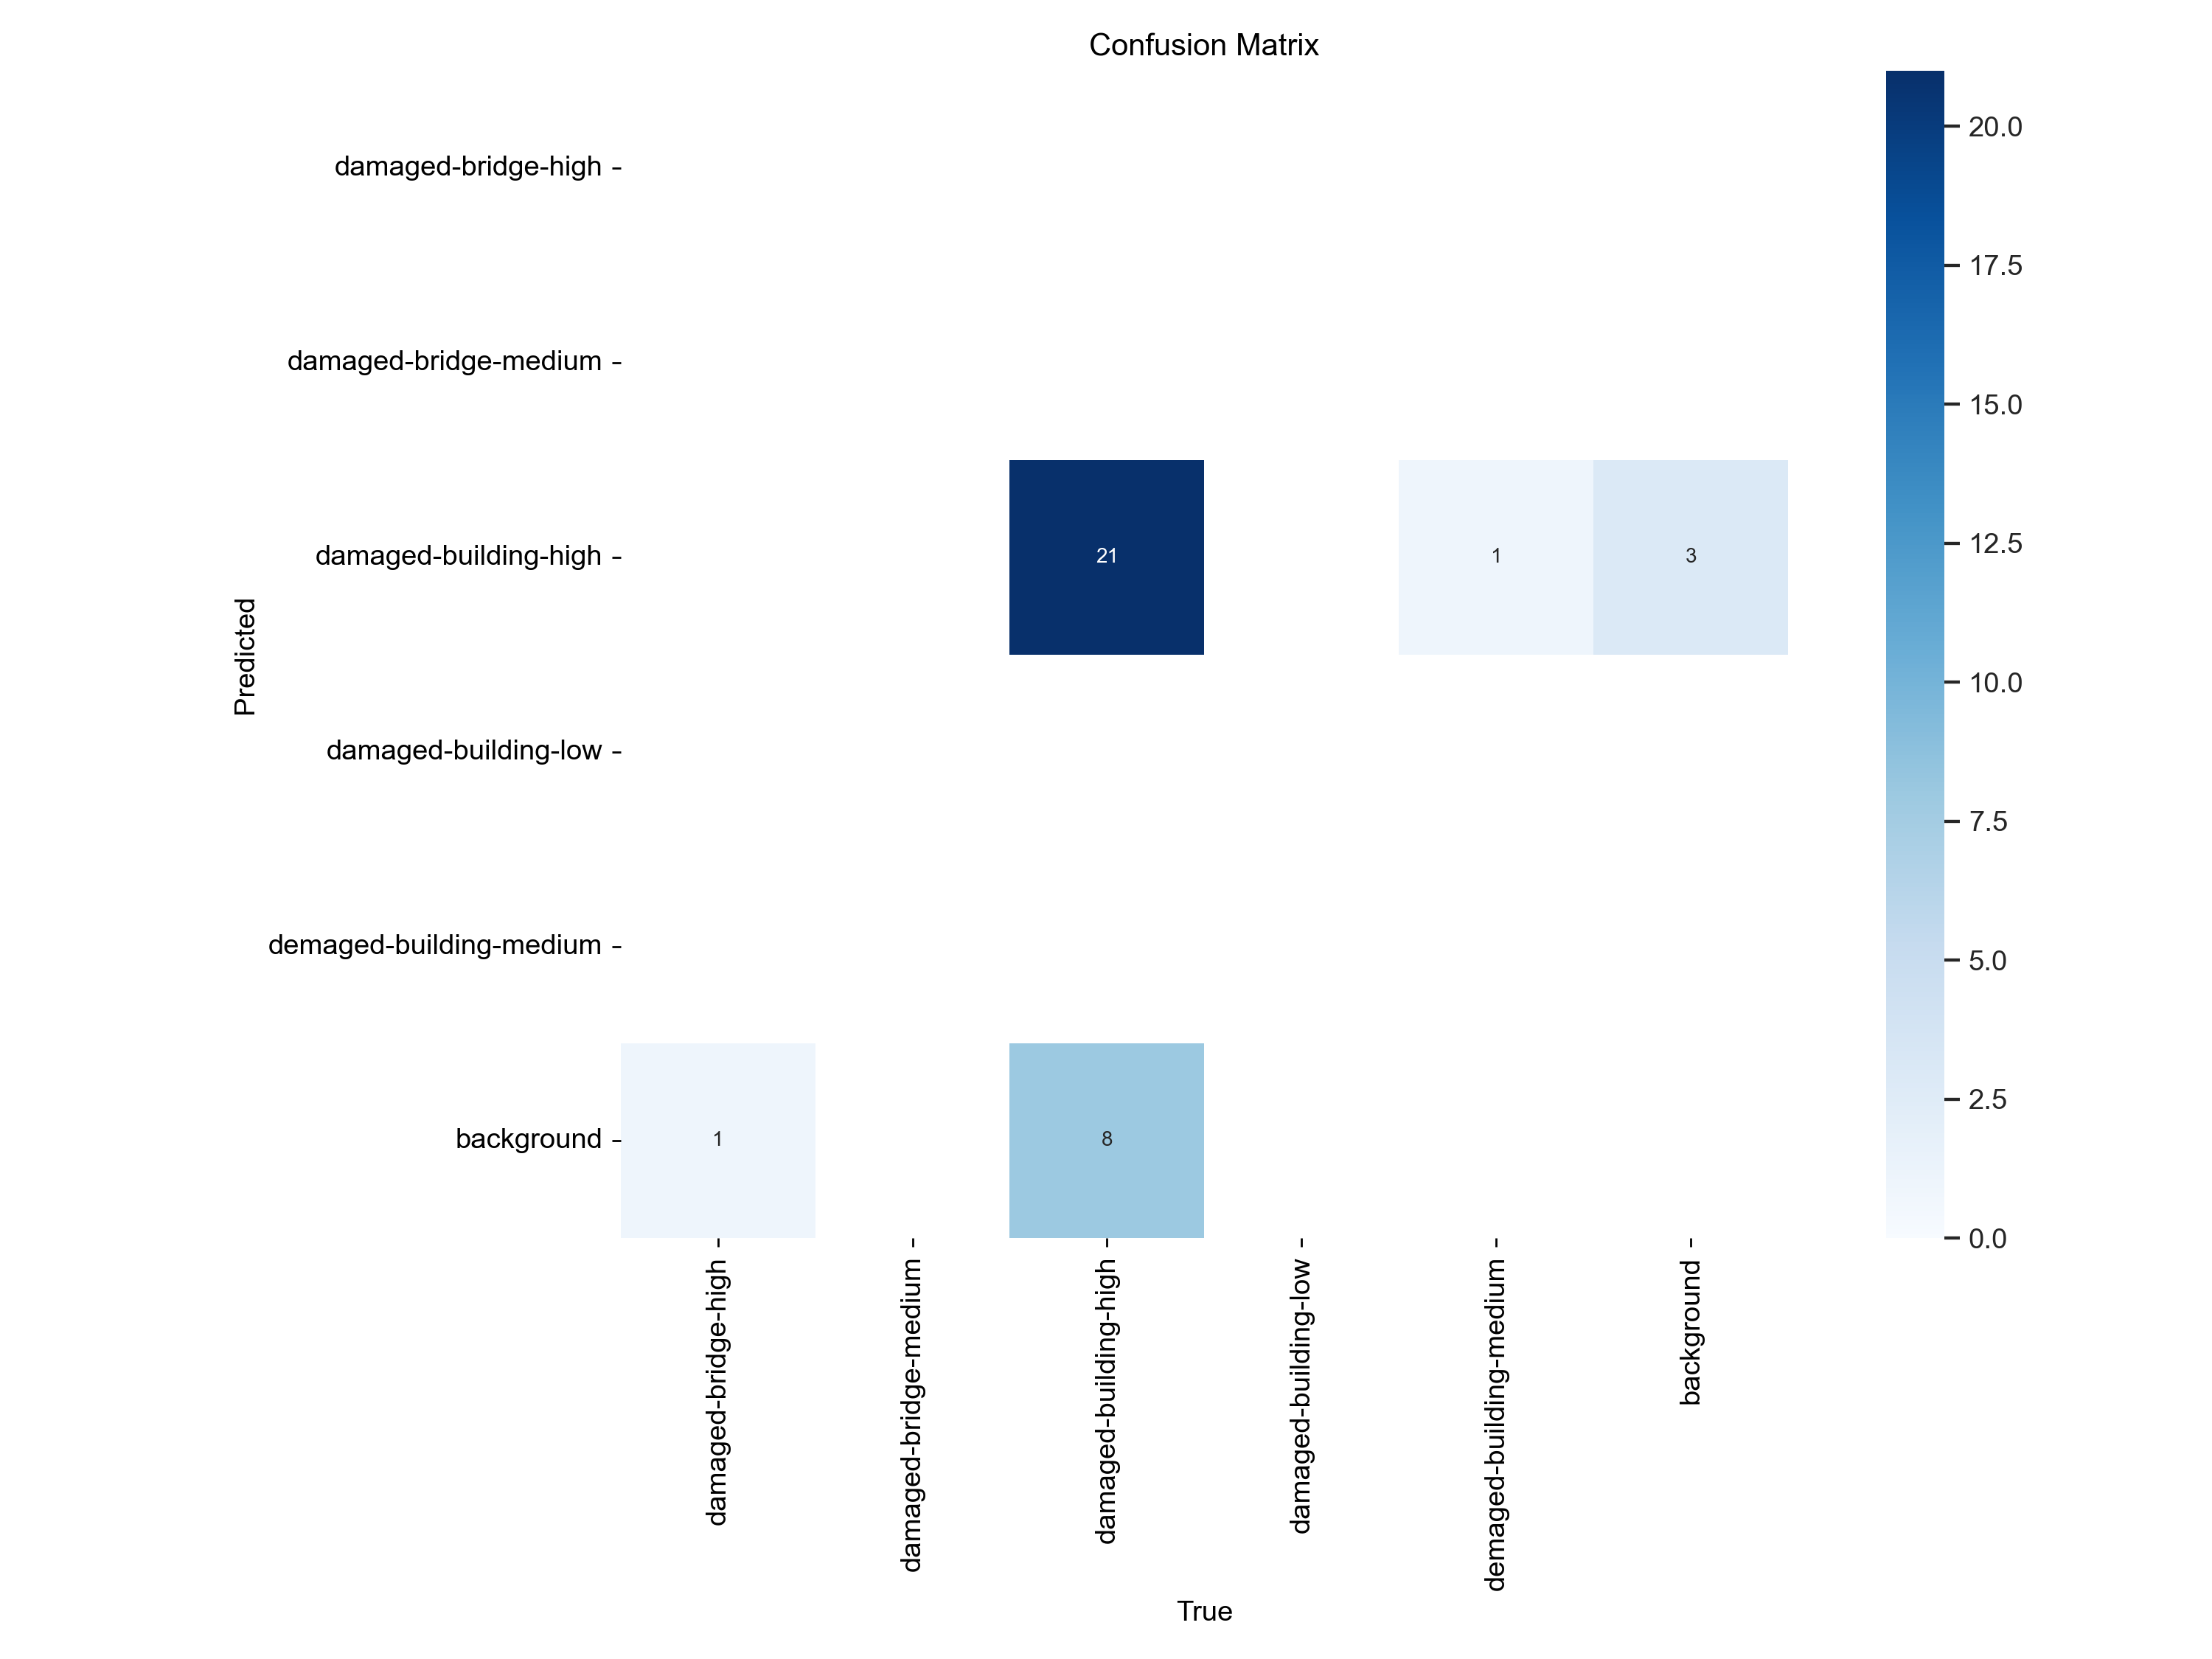 Confusion Matrix
damaged-bridge-high
damaged-bridge-medium
damaged-building-high
damaged-building-low
demaged-building-medium
background
Predicted
21
1
3
1
8
damaged-bridge-high
damaged-bridge-medium
damaged-building-high
damaged-building-low
demaged-building-medium
background
True
20.0
17.5
15.0
12.5
10.0
7.5
5.0
2.5
0.0